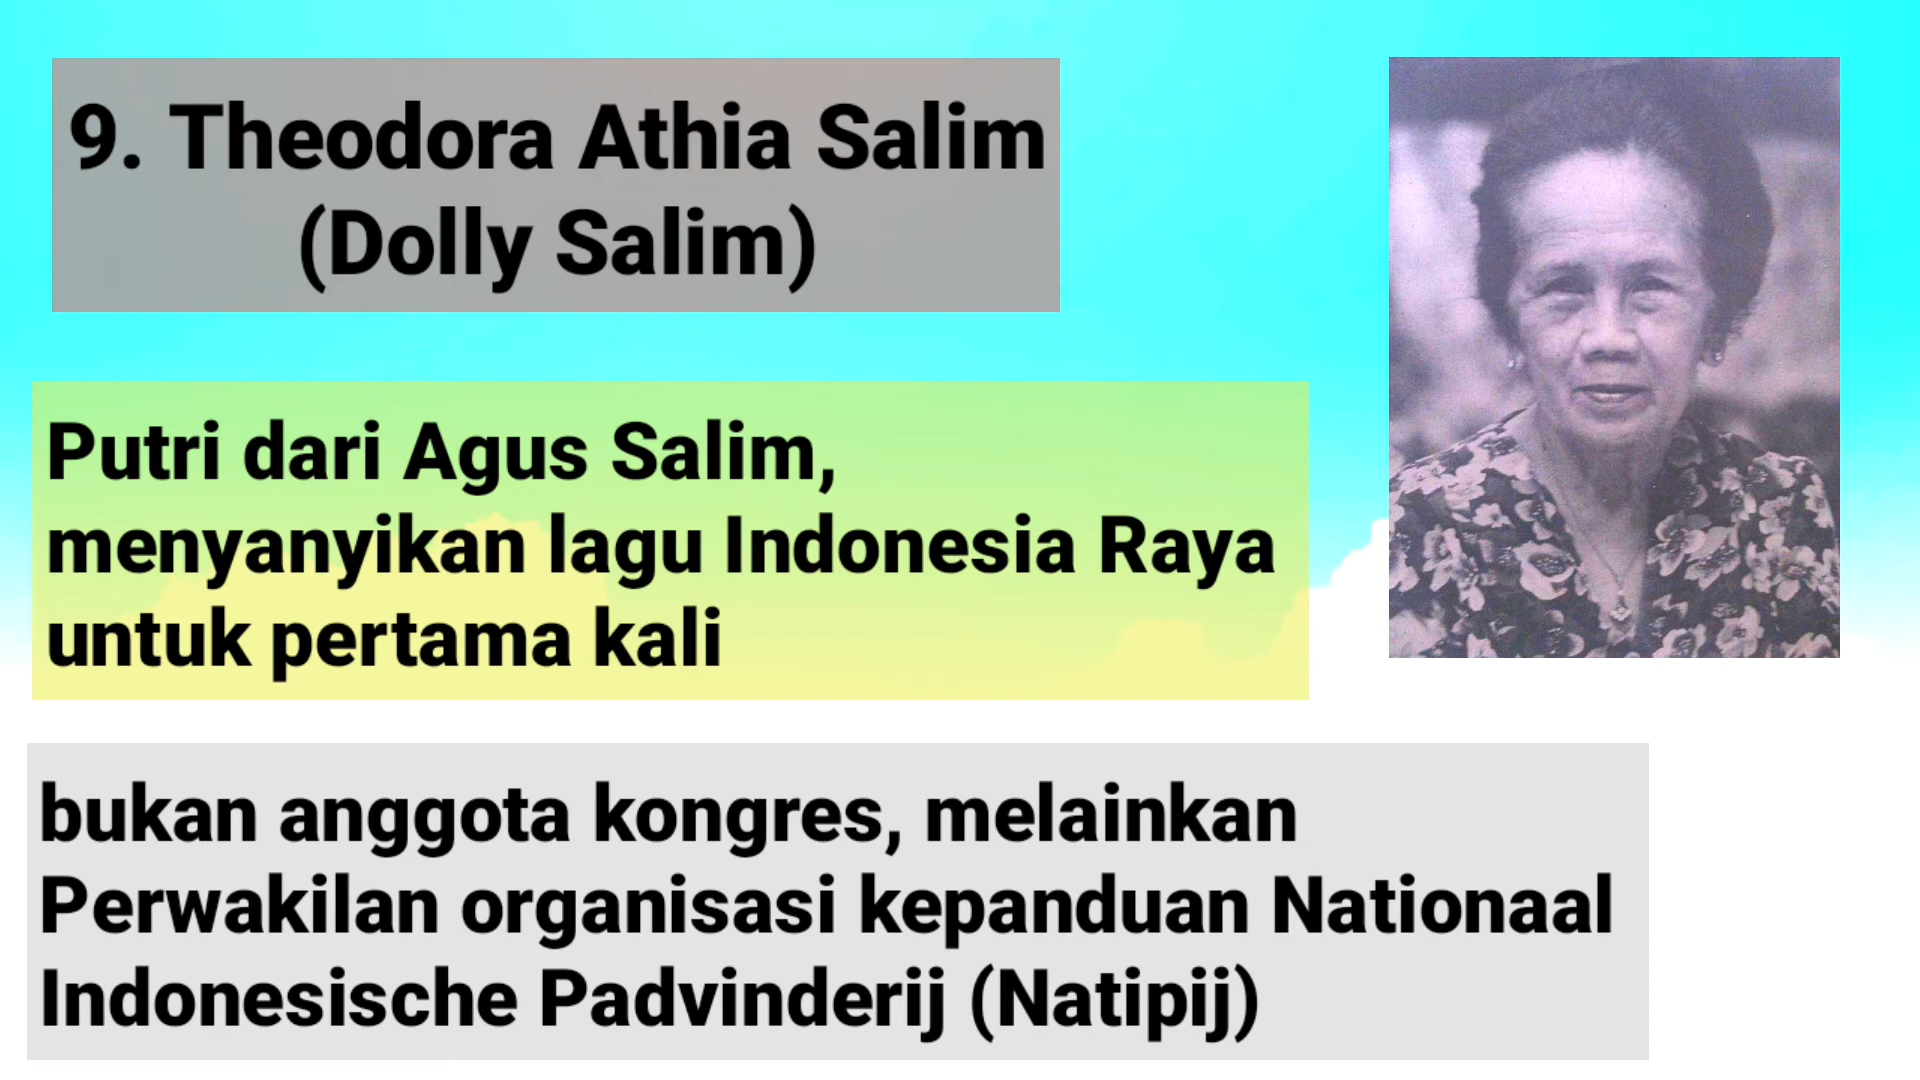 9. Theodora Athia Salim
(Dolly Salim)
Putri dari Agus Salim,
menyanyikan lagu Indonesia Raya
untuk pertama kali
bukan anggota kongres, melainkan
Perwakilan organisasi kepanduan Nationaal
Indonesische Padvinderij (Natipij)